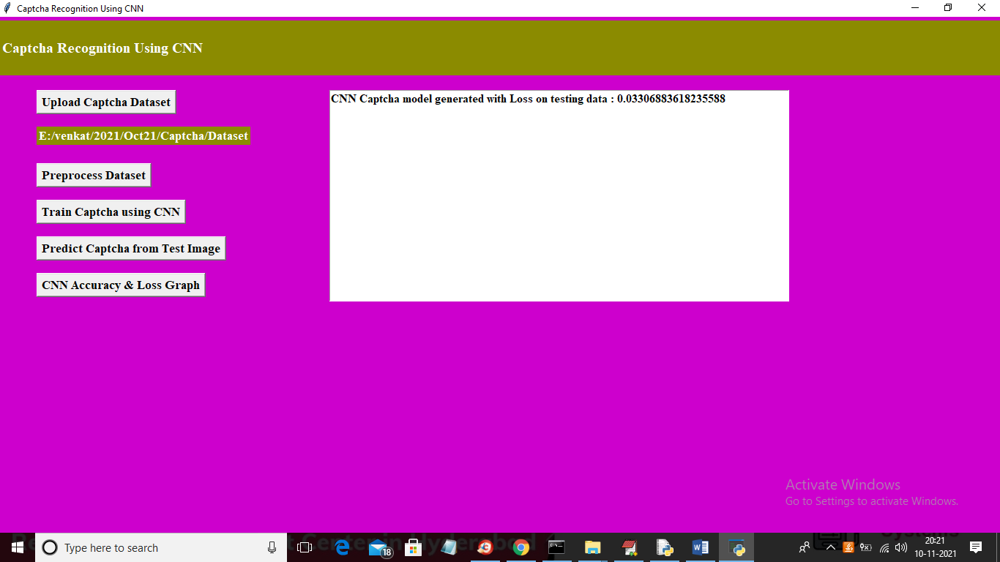 Captcha Recognition Using CNN
Captcha Recognition Using CNN
Upload Captcha Dataset
E:/venkat/2021/Oct21/Captcha/Dataset
Preprocess Dataset
Train Captcha using CNN
Predict Captcha from Test Image
CNN Accuracy & Loss Graph
CNN Captcha model generated with Loss on testing data : 0.03306883618235588
Activate Windows
Go to Settings to activate Windows.
Type here to search
18
20:21
10-11-2021